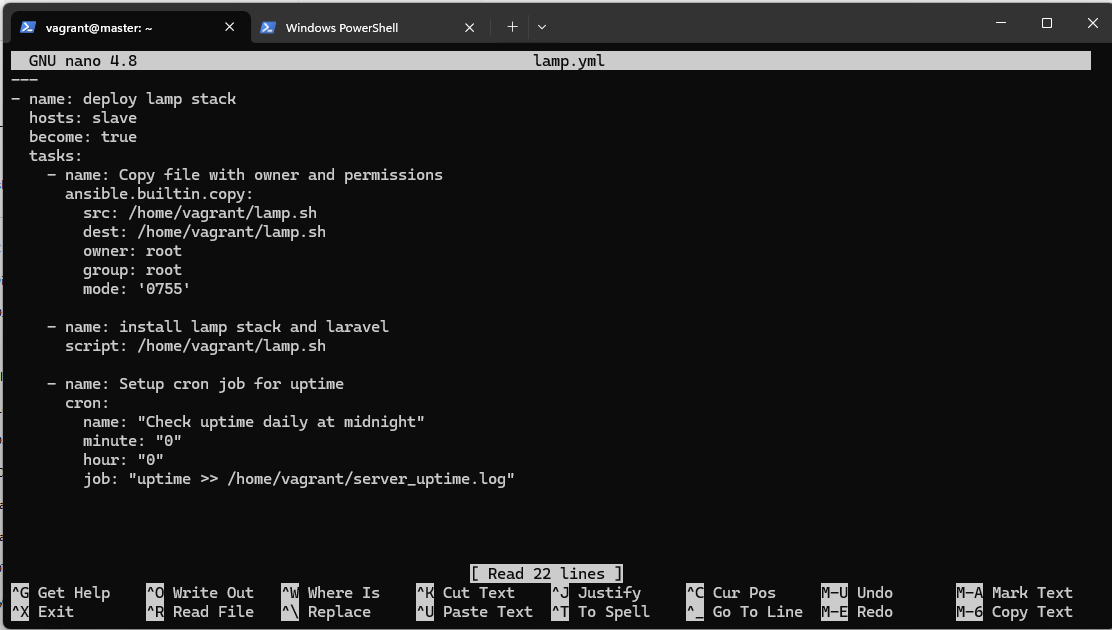 vagrant@master: ~
Windows PowerShell
GNU nano 4.8 lamp.yml
---
- name: deploy lamp stack
  hosts: slave
  become: true
  tasks:
    - name: Copy file with owner and permissions
      ansible.builtin.copy:
        src: /home/vagrant/lamp.sh
        dest: /home/vagrant/lamp.sh
        owner: root
        group: root
        mode: '0755'

    - name: install lamp stack and laravel
      script: /home/vagrant/lamp.sh

    - name: Setup cron job for uptime
      cron:
        name: "Check uptime daily at midnight"
        minute: "0"
        hour: "0"
        job: "uptime >> /home/vagrant/server_uptime.log"
[ Read 22 lines ]
^G Get Help ^O Write Out ^W Where Is ^K Cut Text ^J Justify ^C Cur Pos M-U Undo M-A Mark Text
^X Exit ^R Read File ^\ Replace ^U Paste Text ^T To Spell ^_ Go To Line M-E Redo M-6 Copy Text